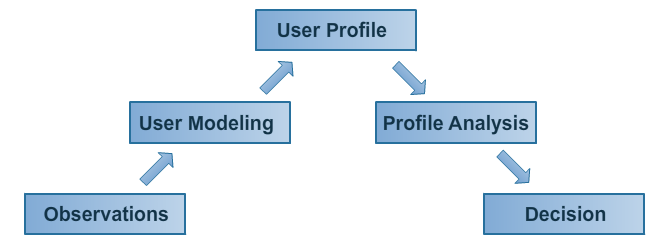 User Profile
User Modeling
Profile Analysis
Observations
Decision